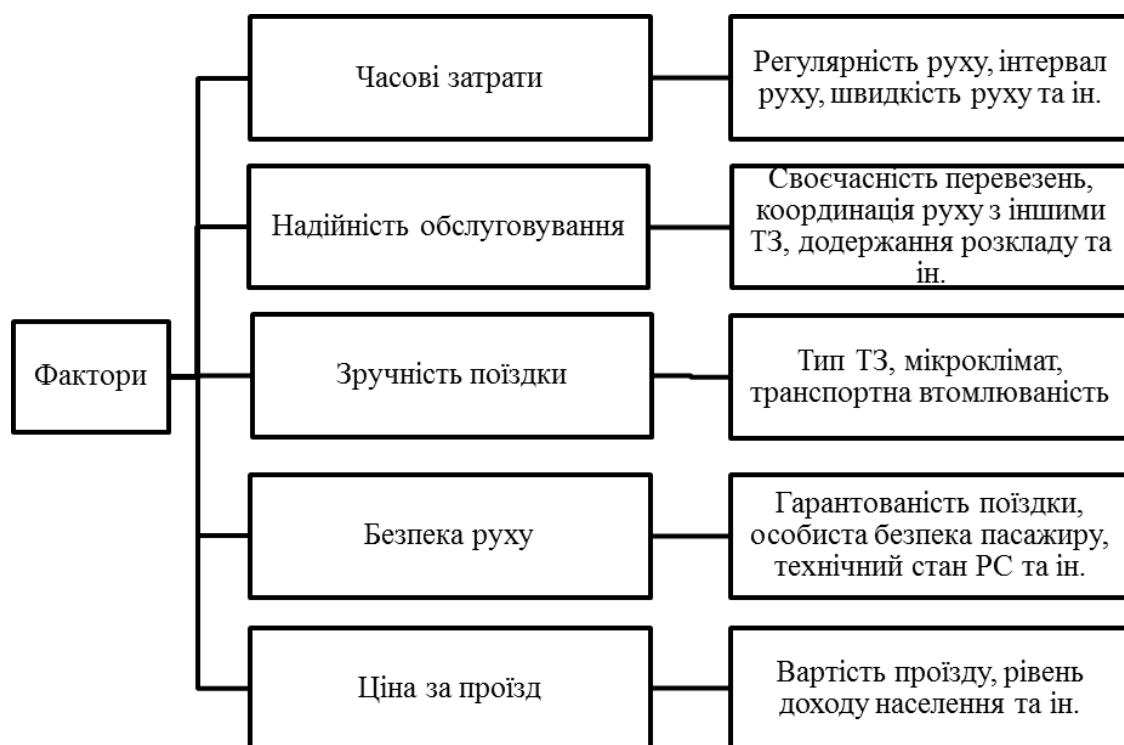 Часові затрати
Регулярність руху, інтервал
руху, швидкість руху та ін.
Надійність обслуговування
Своєчасність перевезень,
координація руху з іншими
ТЗ, додержання розкладу та
ін.
Фактори
Зручність поїздки
Тип ТЗ, мікроклімат,
транспортна втомлюваність
Безпека руху
Гарантованість поїздки,
особиста безпека пасажиру,
технічний стан РС та ін.
Ціна за проїзд
Вартість проїзду, рівень
доходу населення та ін.